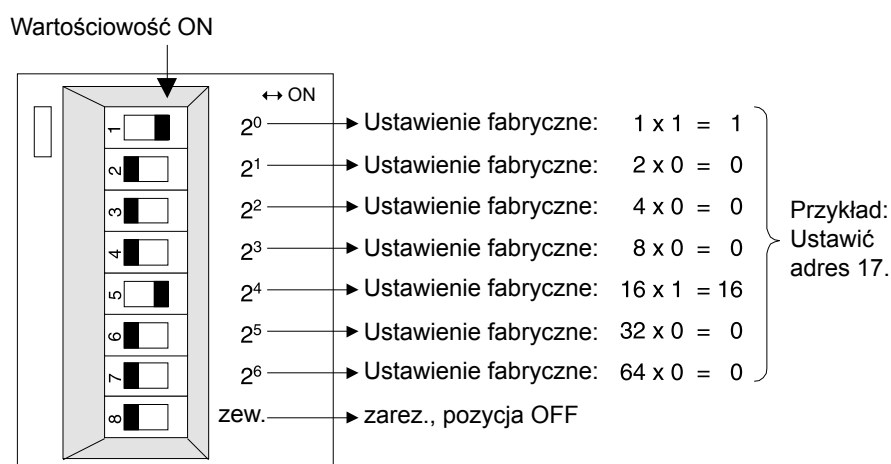 Wartościowość ON
↔ ON
1 2⁰ Ustawienie fabryczne: 1 x 1 = 1
2 2¹ Ustawienie fabryczne: 2 x 0 = 0
3 2² Ustawienie fabryczne: 4 x 0 = 0
4 2³ Ustawienie fabryczne: 8 x 0 = 0
5 2⁴ Ustawienie fabryczne: 16 x 1 = 16
6 2⁵ Ustawienie fabryczne: 32 x 0 = 0
7 2⁶ Ustawienie fabryczne: 64 x 0 = 0
8 zew. zarez., pozycja OFF
Przykład:
Ustawić
adres 17.